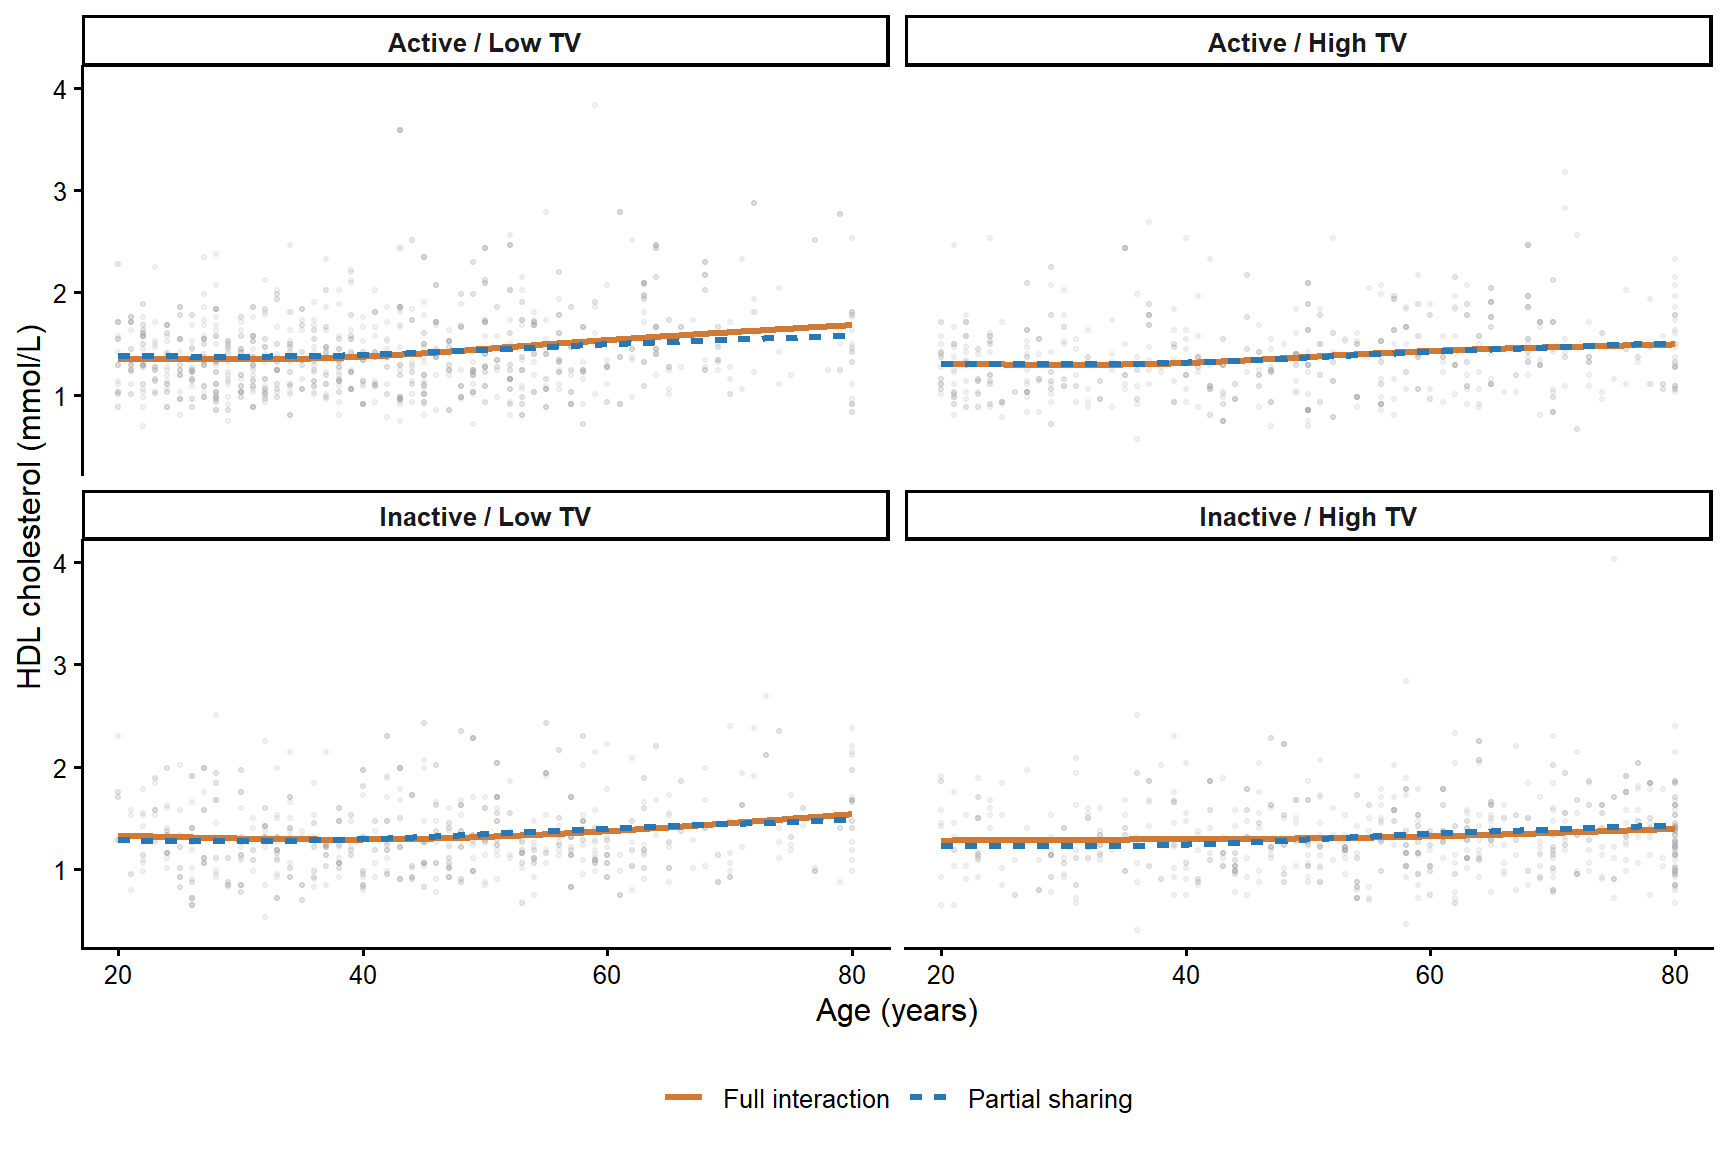 Active / Low TV
Active / High TV
4
3
2
1
HDL cholesterol (mmol/L)
Inactive / Low TV
Inactive / High TV
4
3
2
1
20
40
60
80
20
40
60
80
Age (years)
Full interaction
Partial sharing